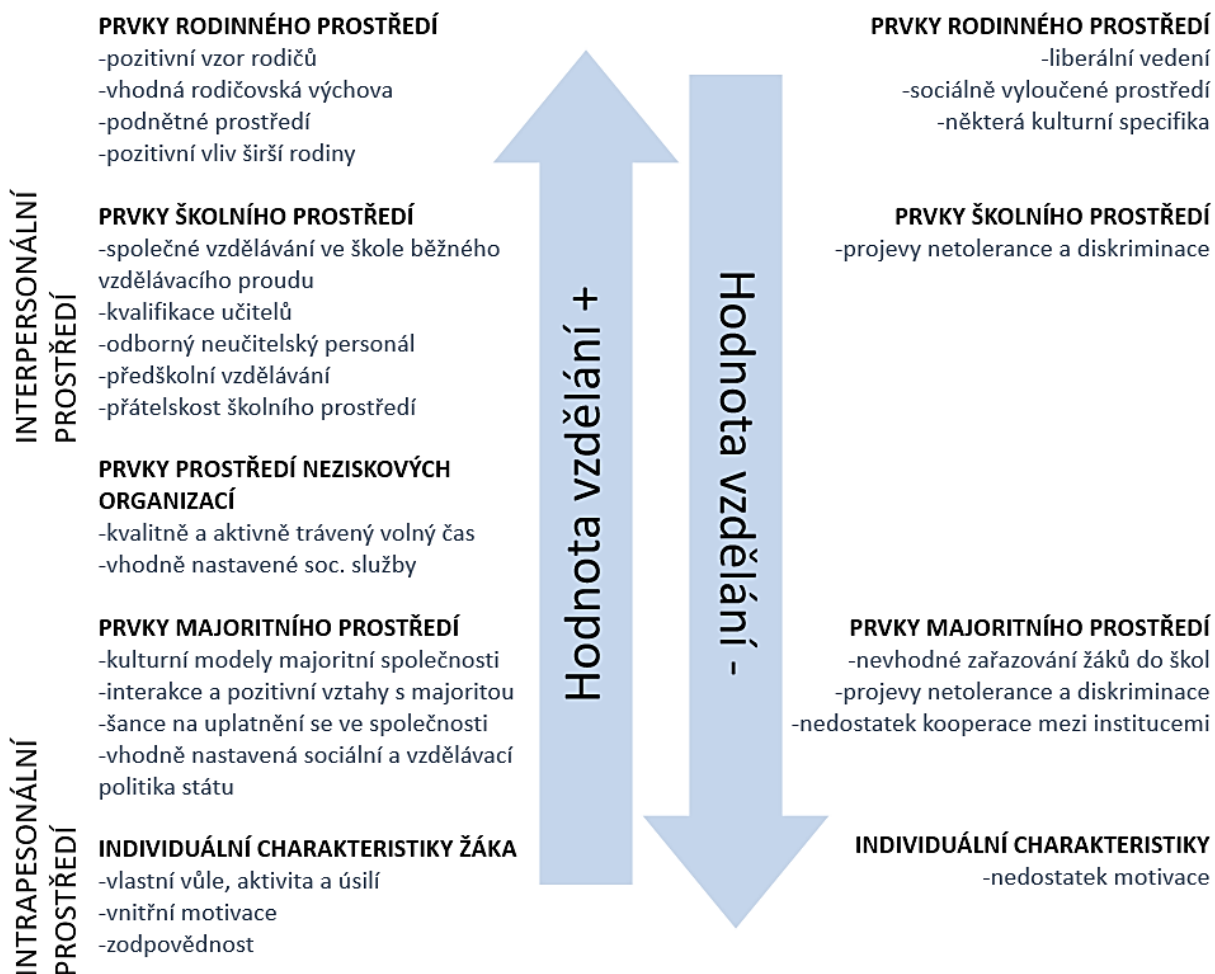 INTERPERSONÁLNÍ
PROSTŘEDÍ
PRVKY RODINNÉHO PROSTŘEDÍ
-pozitivní vzor rodičů
-vhodná rodičovská výchova
-podnětné prostředí
-pozitivní vliv širší rodiny
PRVKY ŠKOLNÍHO PROSTŘEDÍ
-společné vzdělávání ve škole běžného
vzdělávacího proudu
-kvalifikace učitelů
-odborný neučitelský personál
-předškolní vzdělávání
-přátelskost školního prostředí
PRVKY PROSTŘEDÍ NEZISKOVÝCH
ORGANIZACÍ
-kvalitně a aktivně trávený volný čas
-vhodně nastavené soc. služby
PRVKY MAJORITNÍHO PROSTŘEDÍ
-kulturní modely majoritní společnosti
-interakce a pozitivní vztahy s majoritou
-šance na uplatnění se ve společnosti
-vhodně nastavená sociální a vzdělávací
politika státu
INTRAPESONÁLNÍ
PROSTŘEDÍ
INDIVIDUÁLNÍ CHARAKTERISTIKY ŽÁKA
-vlastní vůle, aktivita a úsilí
-vnitřní motivace
-zodpovědnost
Hodnota vzdělání +
Hodnota vzdělání -
PRVKY RODINNÉHO PROSTŘEDÍ
-liberální vedení
-sociálně vyloučené prostředí
-některá kulturní specifika
PRVKY ŠKOLNÍHO PROSTŘEDÍ
-projevy netolerance a diskriminace
PRVKY MAJORITNÍHO PROSTŘEDÍ
-nevhodné zařazování žáků do škol
-projevy netolerance a diskriminace
-nedostatek kooperace mezi institucemi
INDIVIDUÁLNÍ CHARAKTERISTIKY
-nedostatek motivace